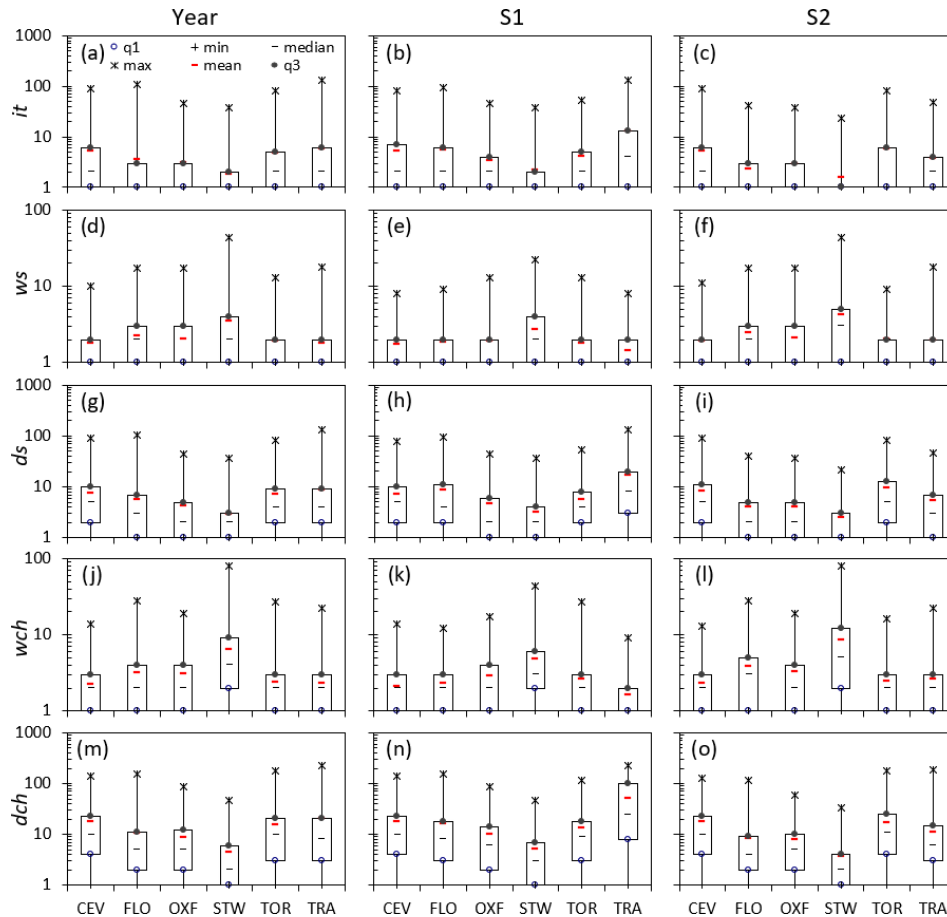 Year S1 S2
1000 (a) q1 min median (b) (c)
max mean q3
100
it
10
1
100 (d) (e) (f)
ws
10
1
1000 (g) (h) (i)
100
ds
10
1
100 (j) (k) (l)
wch
10
1
1000 (m) (n) (o)
100
dch
10
1
CEV FLO OXF STW TOR TRA CEV FLO OXF STW TOR TRA CEV FLO OXF STW TOR TRA